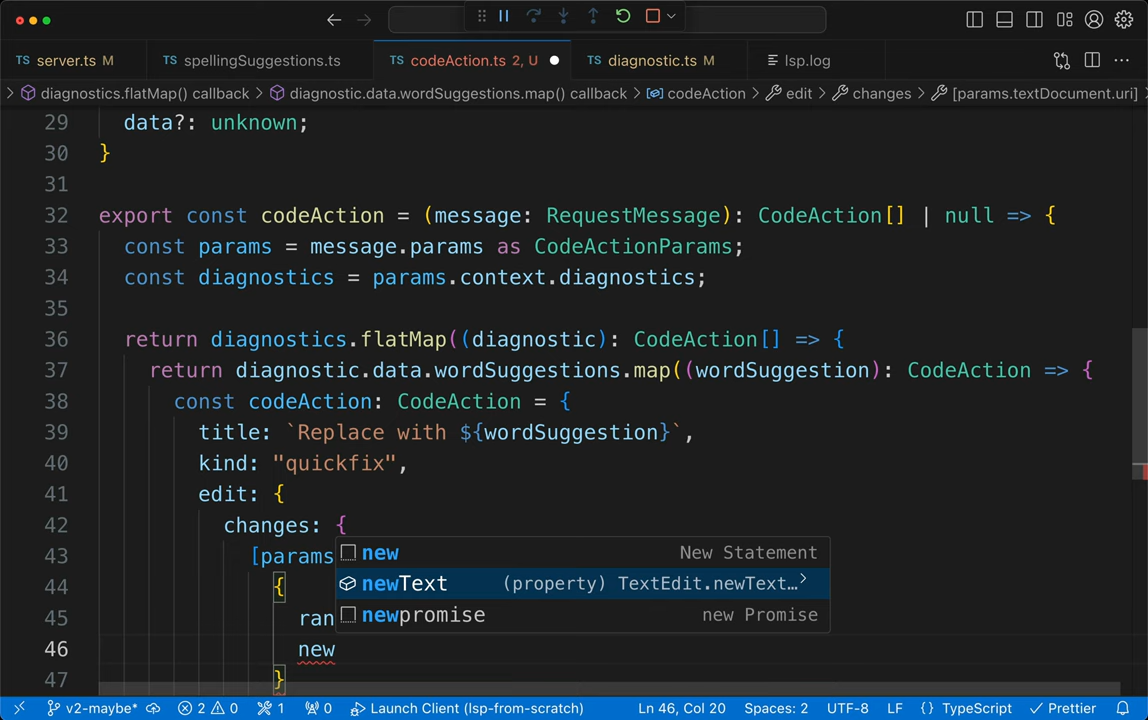 TS server.ts M TS spellingSuggestions.ts TS codeAction.ts 2, U TS diagnostic.ts M lsp.log
diagnostics.flatMap() callback > diagnostic.data.wordSuggestions.map() callback > codeAction > edit > changes > [params.textDocument.uri]
29 data?: unknown;
30 }
31
32 export const codeAction = (message: RequestMessage): CodeAction[] | null => {
33 const params = message.params as CodeActionParams;
34 const diagnostics = params.context.diagnostics;
35
36 return diagnostics.flatMap((diagnostic): CodeAction[] => {
37 return diagnostic.data.wordSuggestions.map((wordSuggestion): CodeAction => {
38 const codeAction: CodeAction = {
39 title: `Replace with ${wordSuggestion}`,
40 kind: "quickfix",
41 edit: {
42 changes: {
43 [params
new New Statement
44 {
newText (property) TextEdit.newText… >
45 ran
newpromise new Promise
46 new
47 }
v2-maybe* 2 0 1 0 Launch Client (lsp-from-scratch) Ln 46, Col 20 Spaces: 2 UTF-8 LF {} TypeScript Prettier